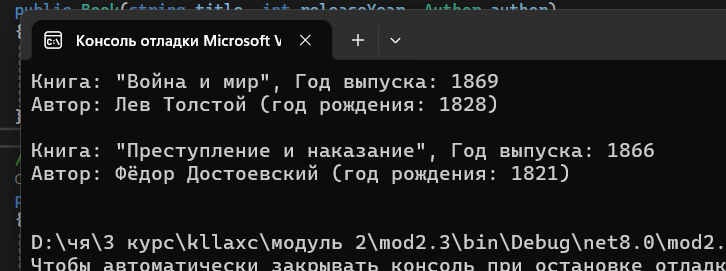 public Book(string title, int releaseYear, Author author)
Консоль отладки Microsoft V
Книга: "Война и мир", Год выпуска: 1869
Автор: Лев Толстой (год рождения: 1828)
Книга: "Преступление и наказание", Год выпуска: 1866
Автор: Фёдор Достоевский (год рождения: 1821)
D:\чя\3 курс\kllaxc\модуль 2\mod2.3\bin\Debug\net8.0\mod2.
Чтобы автоматически закрывать консоль при остановке отлад